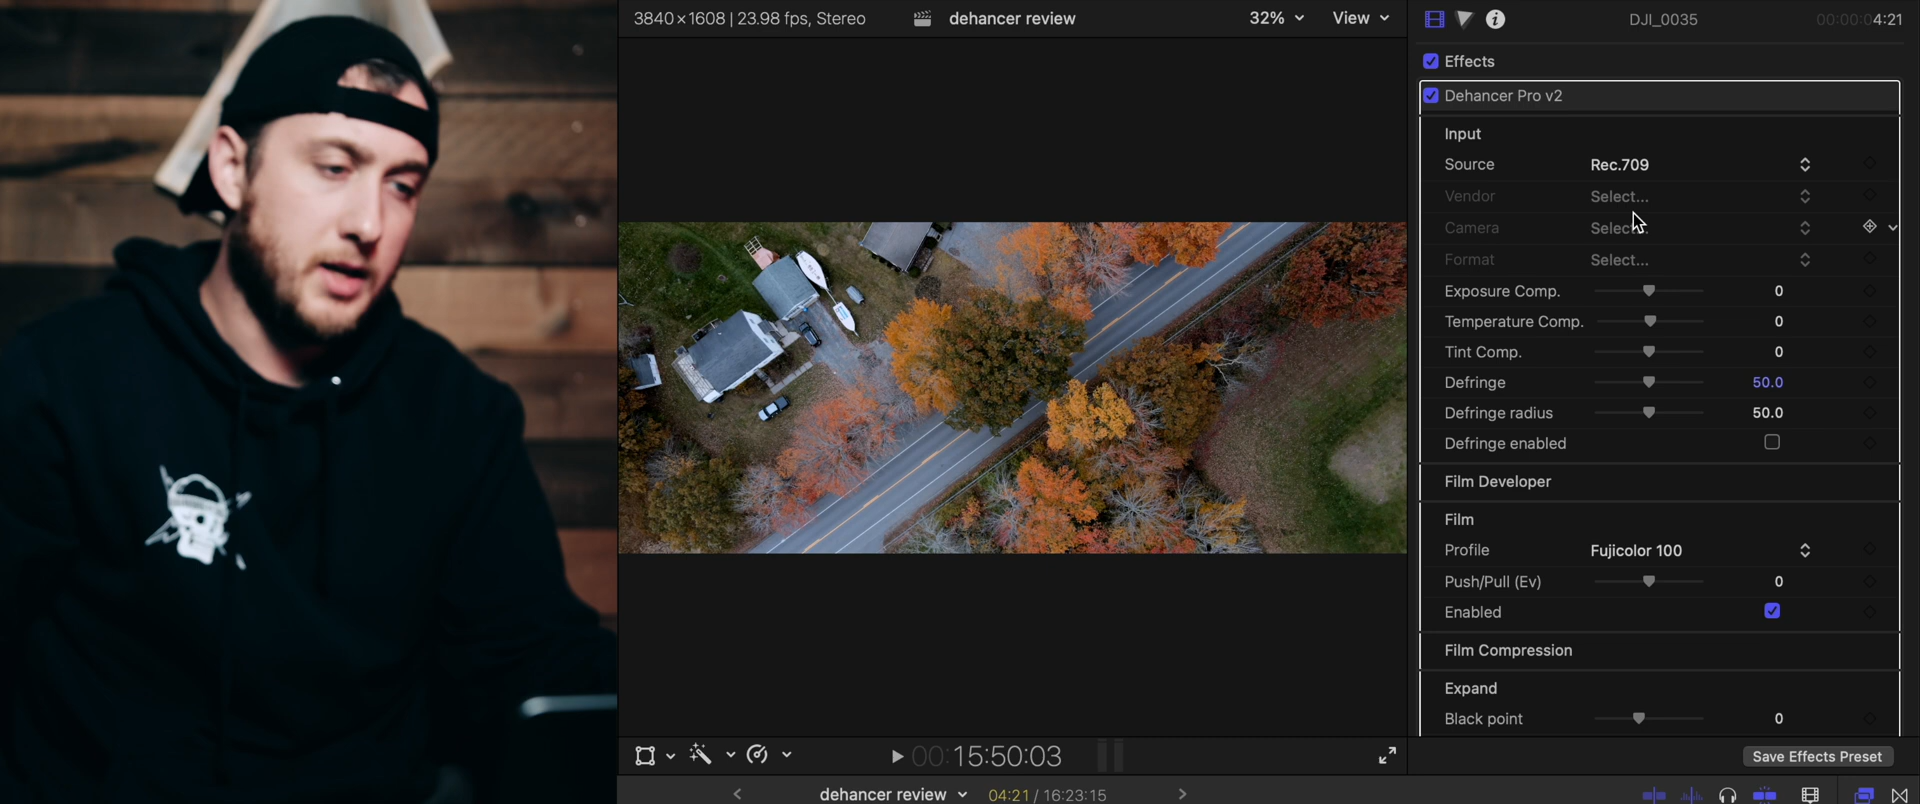 3840×1608 | 23.98 fps, Stereo
dehancer review
32%
View
DJI_0035
00:00:04:21
Effects
Dehancer Pro v2
Input
Source Rec.709
Vendor Select...
Camera Select...
Format Select...
Exposure Comp. 0
Temperature Comp. 0
Tint Comp. 0
Defringe 50.0
Defringe radius 50.0
Defringe enabled
Film Developer
Film
Profile Fujicolor 100
Push/Pull (Ev) 0
Enabled
Film Compression
Expand
Black point 0
00:15:50:03
Save Effects Preset
dehancer review
04:21 / 16:23:15